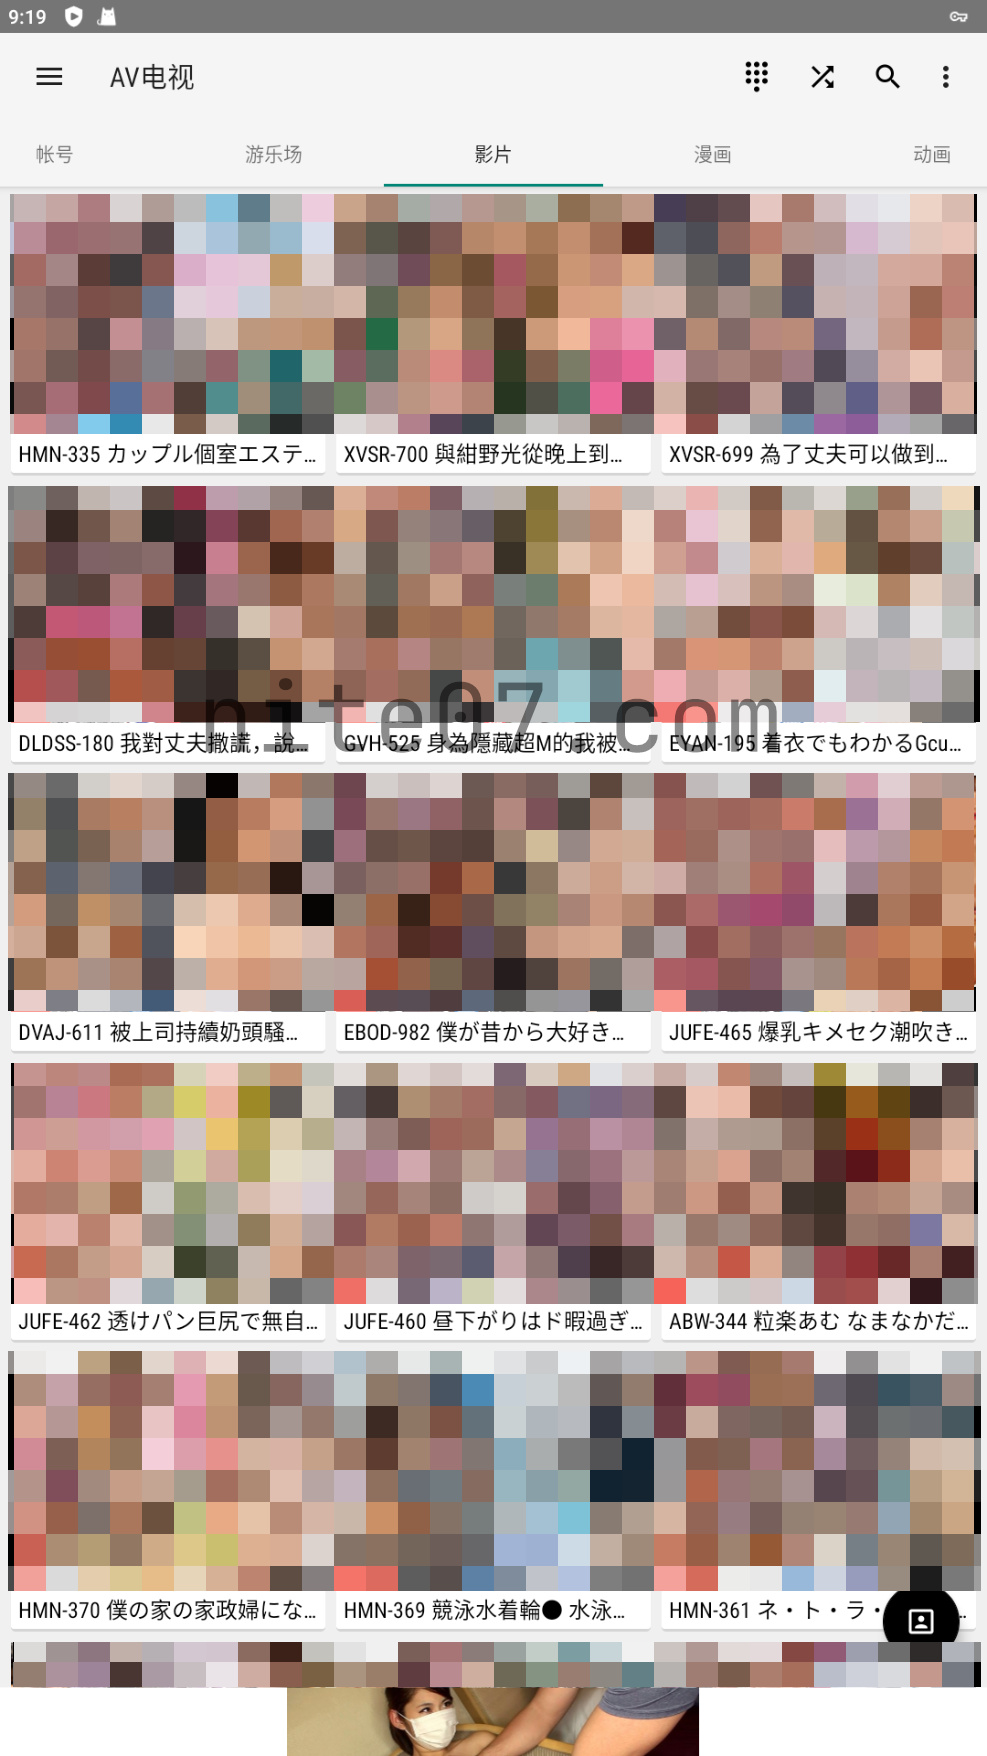 9:19
AV电视
帐号 游乐场 影片 漫画 动画
HMN-335 カップル個室エステ…
XVSR-700 與紺野光從晚上到…
XVSR-699 為了丈夫可以做到…
DLDSS-180 我對丈夫撒謊，說…
GVH-525 身為隱藏超M的我被…
EYAN-195 着衣でもわかるGcu…
nite07.com
DVAJ-611 被上司持續奶頭騷…
EBOD-982 僕が昔から大好き…
JUFE-465 爆乳キメセク潮吹き…
JUFE-462 透けパン巨尻で無自…
JUFE-460 昼下がりはド暇過ぎ…
ABW-344 粒楽あむ なまなかだ…
HMN-370 僕の家の家政婦にな…
HMN-369 競泳水着輪● 水泳…
HMN-361 ネ・ト・ラ・